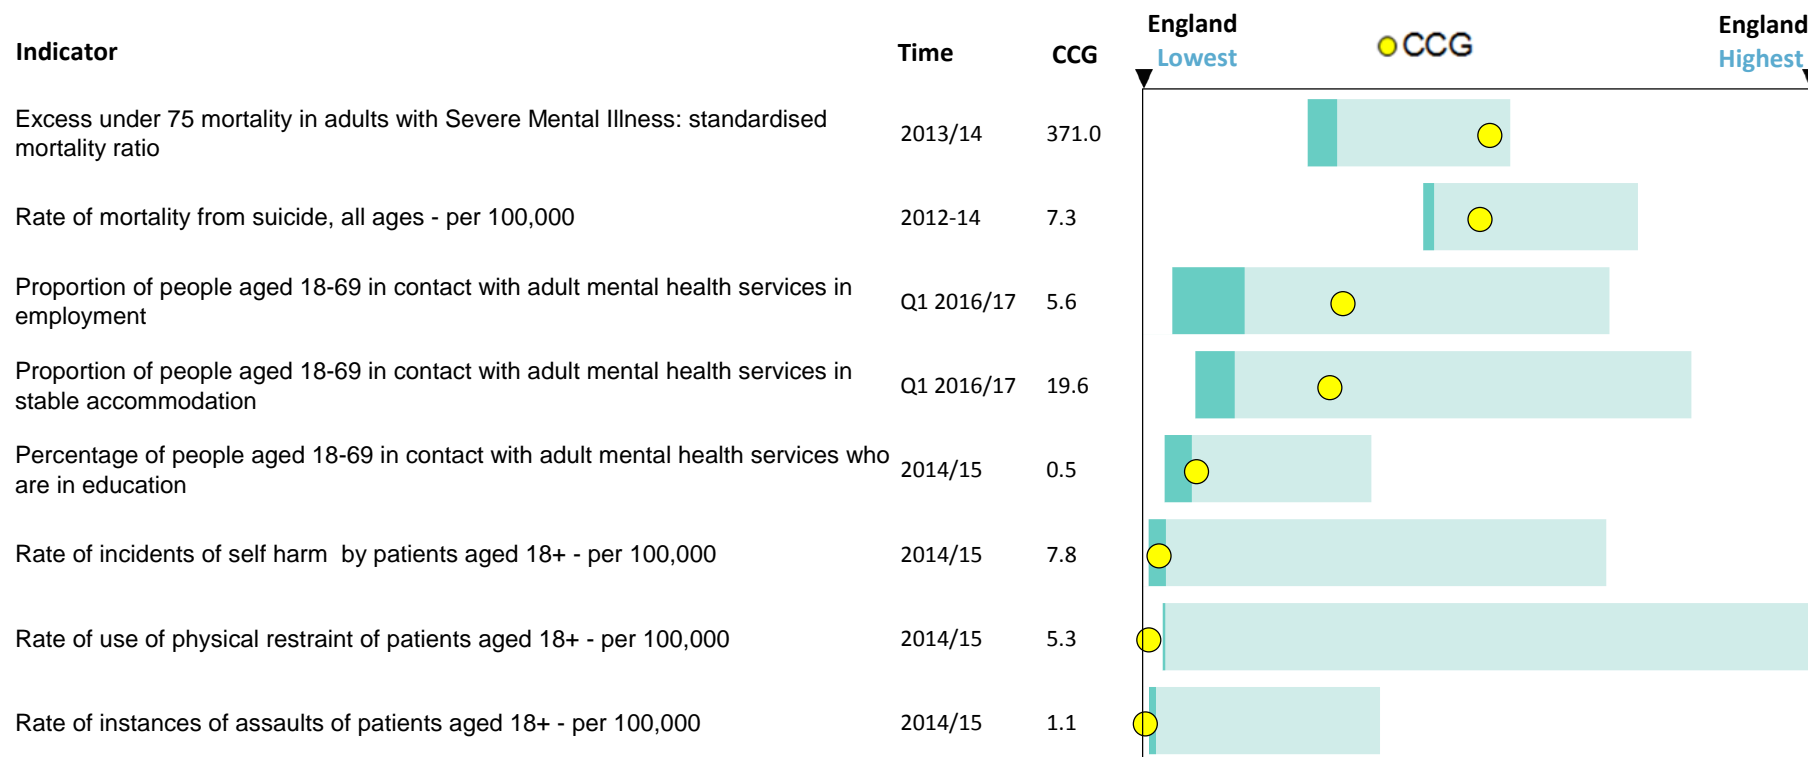 England
England
Indicator
Time
CCG
Lowest
CCG
Highest
Excess under 75 mortality in adults with Severe Mental Illness: standardised
mortality ratio
2013/14
371.0
Rate of mortality from suicide, all ages - per 100,000
2012-14
7.3
Proportion of people aged 18-69 in contact with adult mental health services in
employment
Q1 2016/17
5.6
Proportion of people aged 18-69 in contact with adult mental health services in
stable accommodation
Q1 2016/17
19.6
Percentage of people aged 18-69 in contact with adult mental health services who
are in education
2014/15
0.5
Rate of incidents of self harm  by patients aged 18+ - per 100,000
2014/15
7.8
Rate of use of physical restraint of patients aged 18+ - per 100,000
2014/15
5.3
Rate of instances of assaults of patients aged 18+ - per 100,000
2014/15
1.1